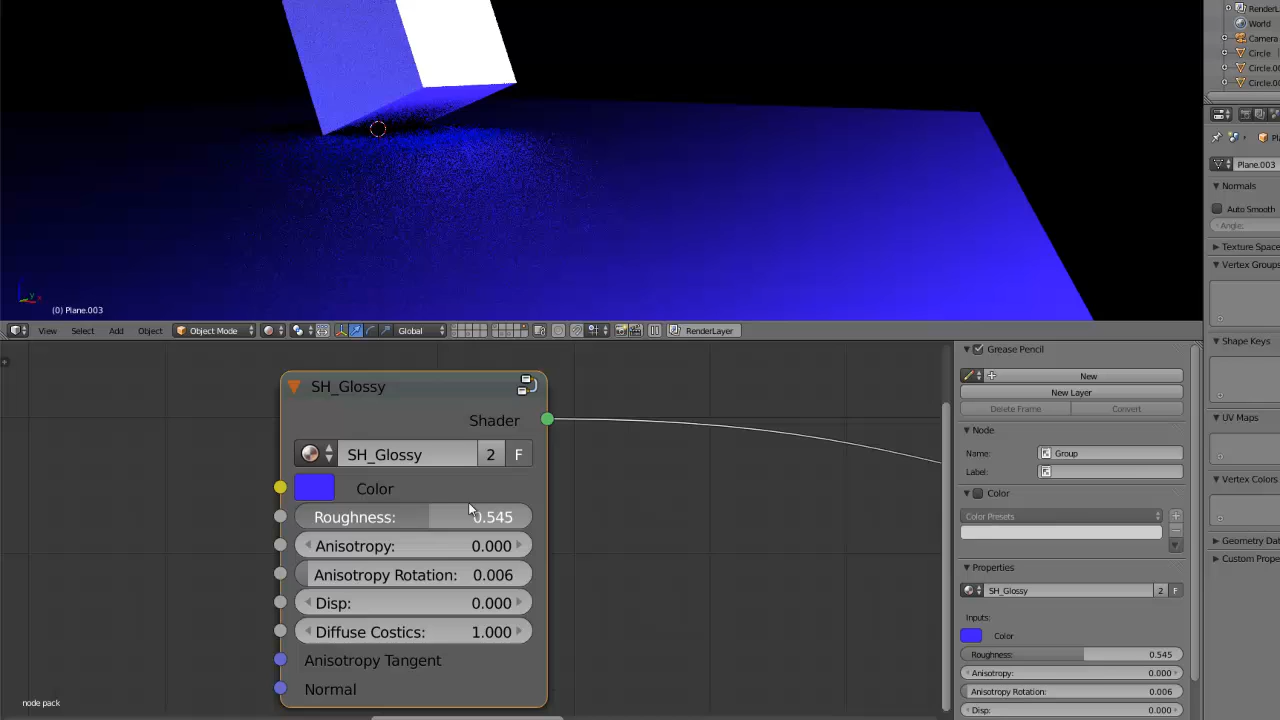 RenderL
World
Camera
Circle
Circle.00
Circle.00
Pl
Plane.003
Normals
Auto Smooth
Angle:
Texture Space
Vertex Groups
Shape Keys
UV Maps
Vertex Colors
Geometry Dat
Custom Prope
(0) Plane.003
View Select Add Object Object Mode Global RenderLayer
SH_Glossy
Shader
SH_Glossy 2 F
Color
Roughness: 0.545
Anisotropy: 0.000
Anisotropy Rotation: 0.006
Disp: 0.000
Diffuse Costics: 1.000
Anisotropy Tangent
Normal
node pack
Grease Pencil
New
New Layer
Delete Frame Convert
Node
Name: Group
Label:
Color
Color Presets
Properties
SH_Glossy 2 F
Inputs:
Color
Roughness: 0.545
Anisotropy: 0.000
Anisotropy Rotation: 0.006
Disp: 0.000